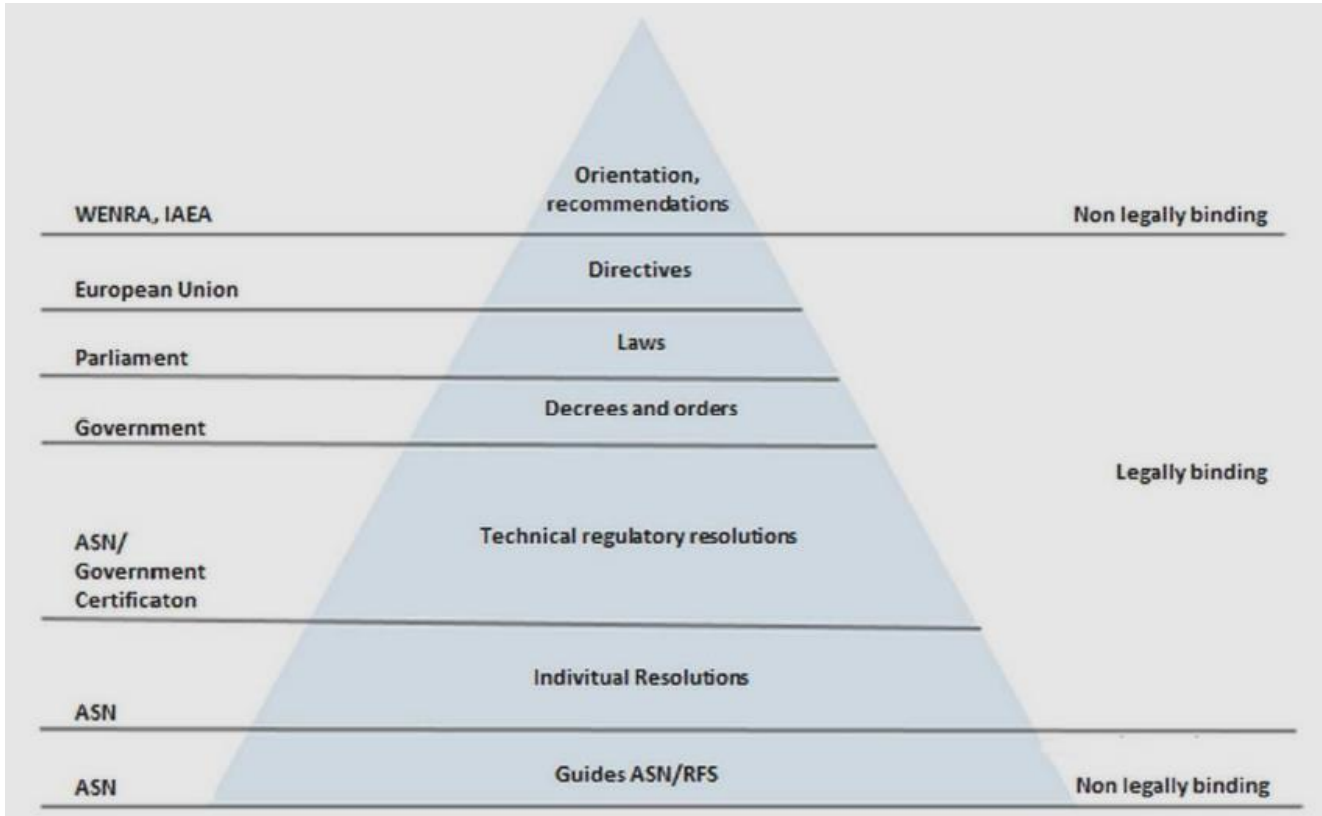 Orientation,
recommendations
WENRA, IAEA
Non legally binding
Directives
European Union
Laws
Parliament
Decrees and orders
Government
Legally binding
Technical regulatory resolutions
ASN/
Government
Certificaton
Indivitual Resolutions
ASN
Guides ASN/RFS
ASN
Non legally binding